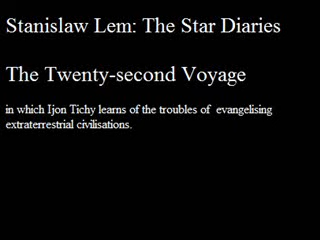 Stanislaw Lem: The Star Diaries
The Twenty-second Voyage
in which Ijon Tichy learns of the troubles of evangelising
extraterrestrial civilisations.